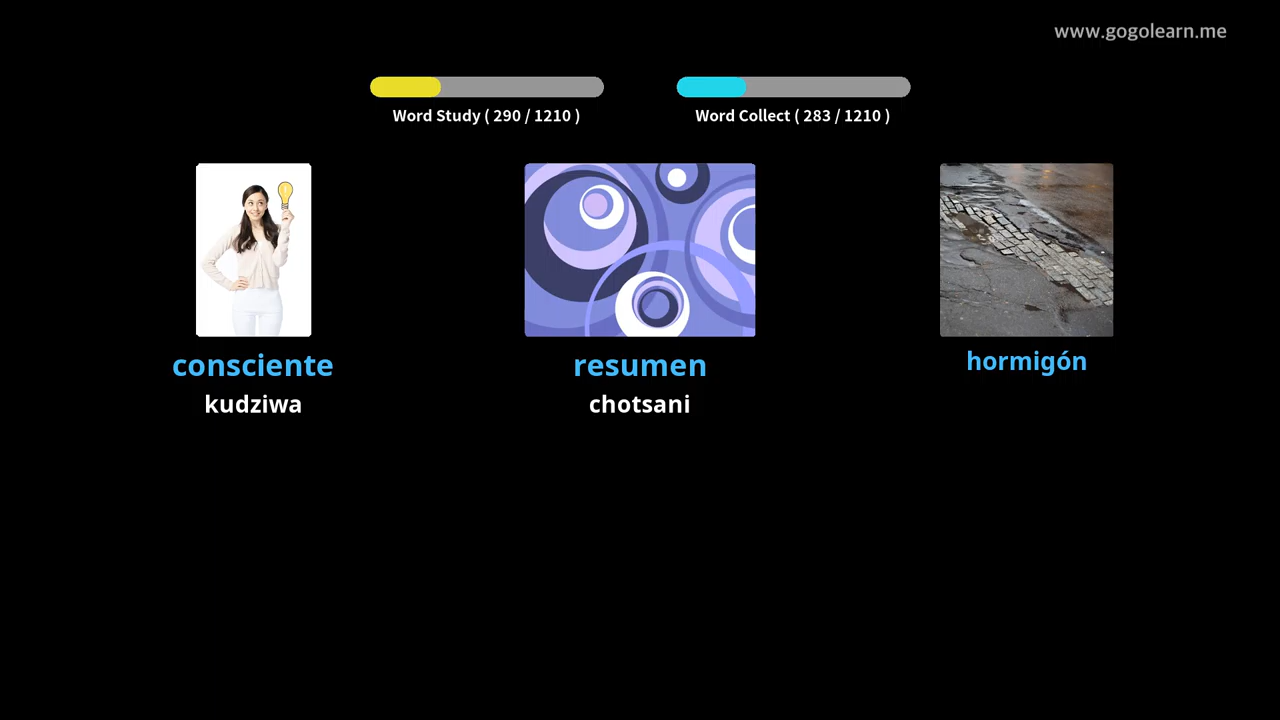 www.gogolearn.me
Word Study ( 290 / 1210 )
Word Collect ( 283 / 1210 )
consciente
kudziwa
resumen
chotsani
hormigón